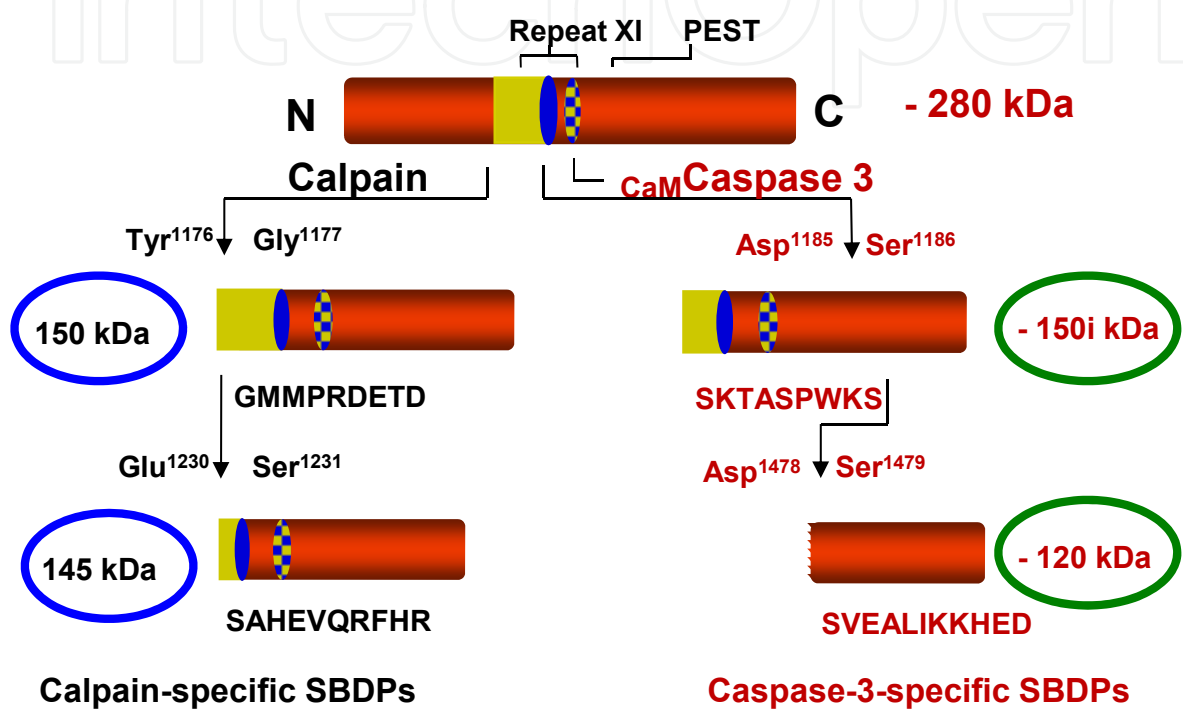 IntechOpen
Repeat XI PEST
N C - 280 kDa
Calpain CaM Caspase 3
Tyr1176 Gly1177 Asp1185 Ser1186
150 kDa - 150i kDa
GMMPRDETD SKTASPWKS
Glu1230 Ser1231 Asp1478 Ser1479
145 kDa - 120 kDa
SAHEVQRFHR SVEALIKKHED
Calpain-specific SBDPs Caspase-3-specific SBDPs